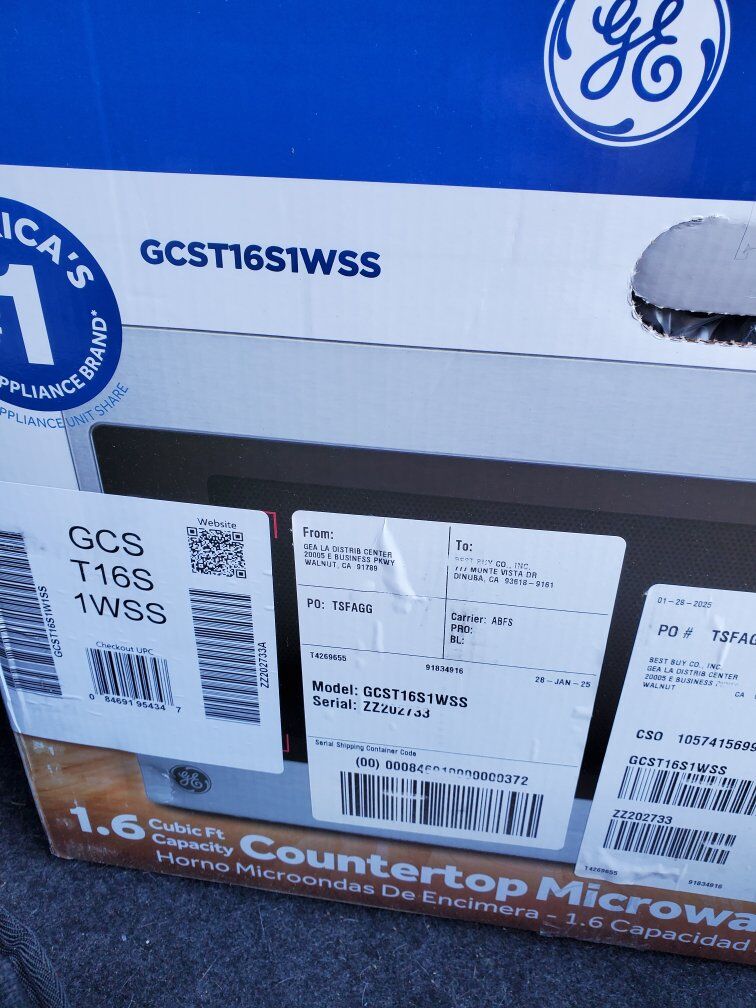 GE
GCST16S1WSS
ICA'S
1
APPLIANCE BRAND*
APPLIANCE UNIT SHARE
GCS
T16S
1WSS
Website
GCST16S1WSS
Checkout UPC
0 84691 95434 7
ZZ202733A
From:
GEA LA DISTRIB CENTER
20005 E BUSINESS PKWY
WALNUT, CA 91789
To:
BEST BUY CO., INC.
777 MONTE VISTA DR
DINUBA, CA 93618-9161
PO: TSFAGG
Carrier: ABFS
PRO:
BL:
T4269655
91834916
28-JAN-25
Model: GCST16S1WSS
Serial: ZZ202733
Serial Shipping Container Code
(00)
01-28-2025
PO # TSFAG
BEST BUY CO., INC.
GEA LA DISTRIB CENTER
20005 E BUSINESS
WALNUT CA
CSO 1057415699
GCST16S1WSS
ZZ202733
T4269655
91834916
GE
1.6 Cubic Ft
Capacity
Countertop Microwa
Horno Microondas De Encimera - 1.6 Capacidad